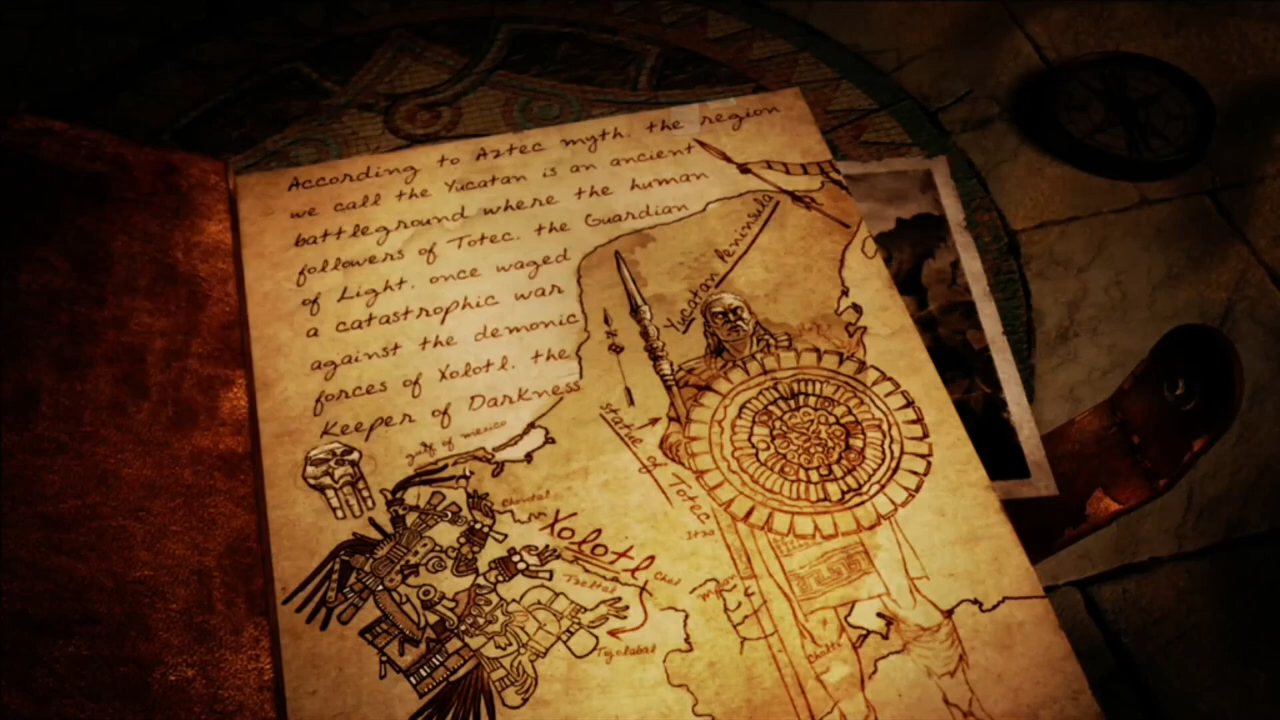 According to Aztec myth. the region
we call the Yucatan is an ancient
battleground where the human
followers of Totec. the Guardian
of Light. once waged
a catastrophic war
against the demonic
forces of Xolotl. the
Keeper of Darkness
gulf of mexico
Yucatan Peninsula
N
statue of Totec
Chontal
Xolotl
Tzeltal
Chol
Tojolabal